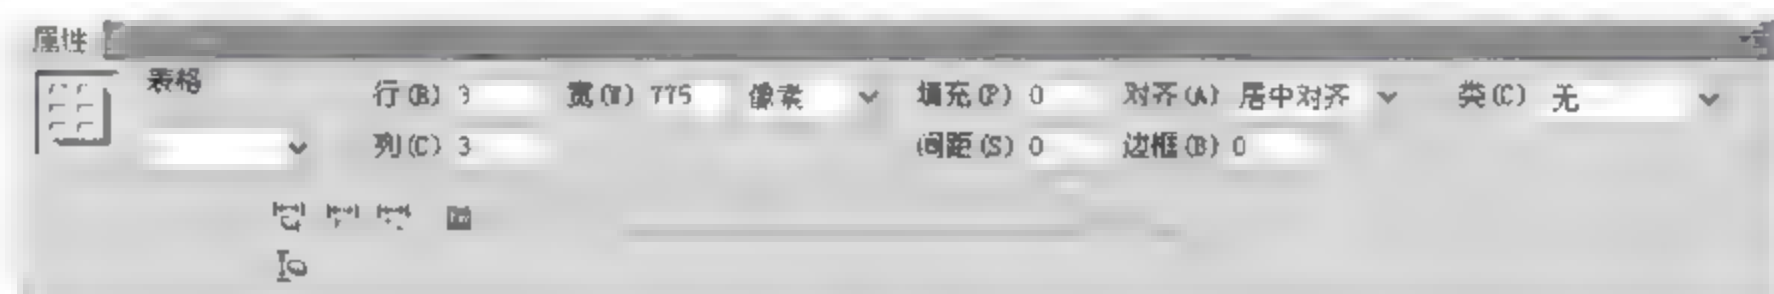 属性
表格 行(R) 3 宽(W) 775 像素 填充(P) 0 对齐(A) 居中对齐 类(C) 无
列(C) 3 间距(S) 0 边框(B) 0